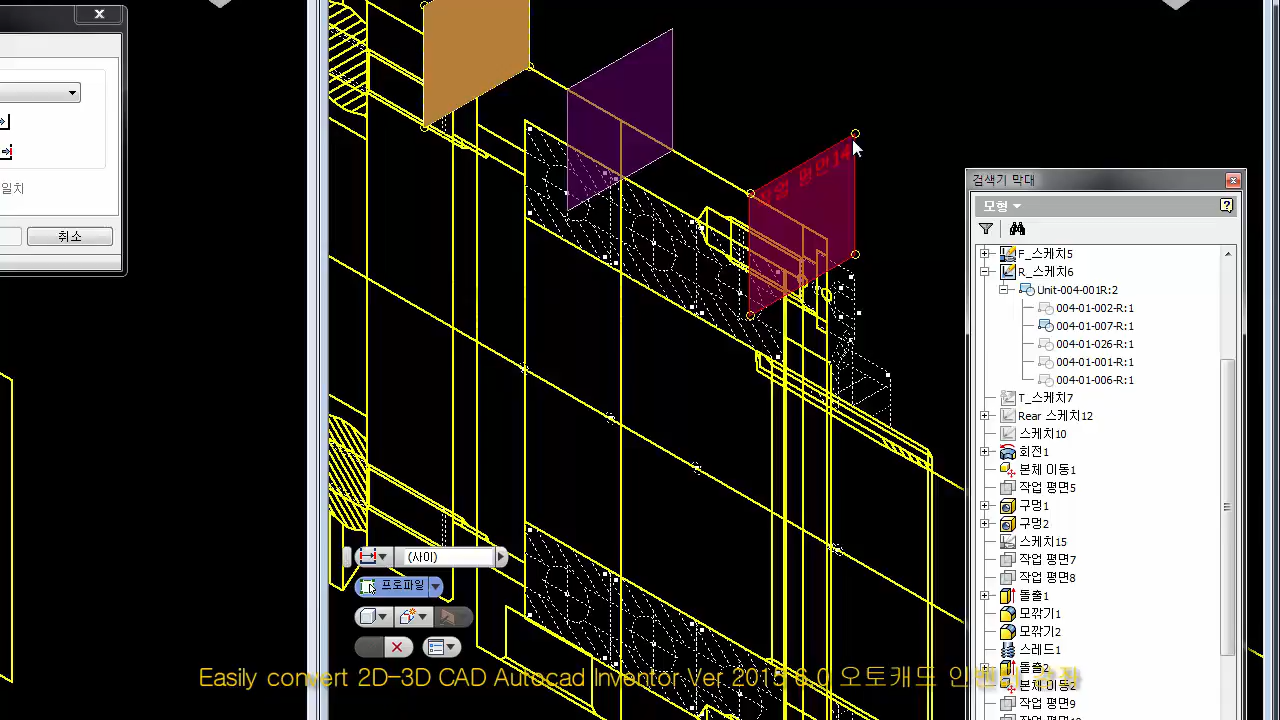 일치
취소
작업 평면14
검색기 막대
모형
F_스케치5
R_스케치6
Unit-004-001R:2
004-01-002-R:1
004-01-007-R:1
004-01-026-R:1
004-01-001-R:1
004-01-006-R:1
T_스케치7
Rear 스케치12
스케치10
회전1
본체 이동1
작업 평면5
구멍1
구멍2
스케치15
작업 평면7
작업 평면8
돌출1
모깎기1
모깎기2
스레드1
돌출2
본체 이동2
작업 평면9
(사이)
프로파일
Easily convert 2D-3D CAD Autocad Inventor Ver 2015 6.0 오토캐드 인벤터 강좌